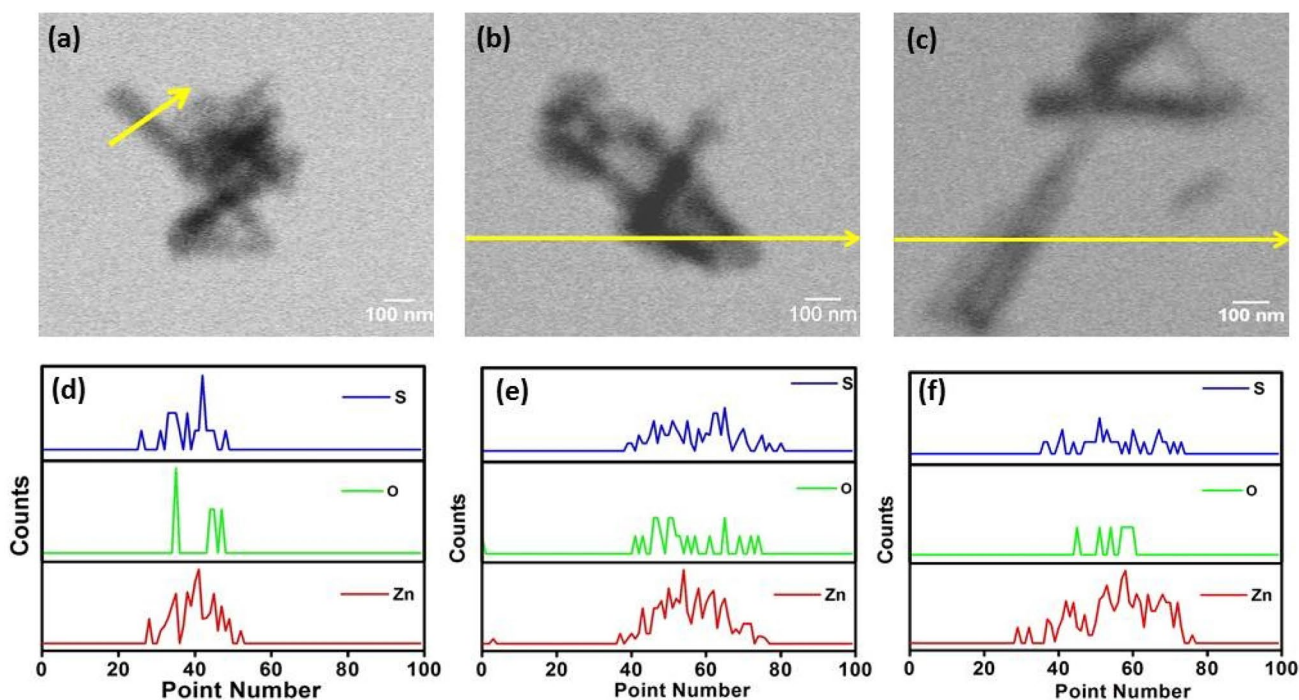 (a)
(b)
(c)
100 nm
100 nm
100 nm
(d)
(e)
(f)
Counts
Counts
Counts
S
O
Zn
S
O
Zn
S
O
Zn
0 20 40 60 80 100
0 20 40 60 80 100
0 20 40 60 80 100
Point Number
Point Number
Point Number